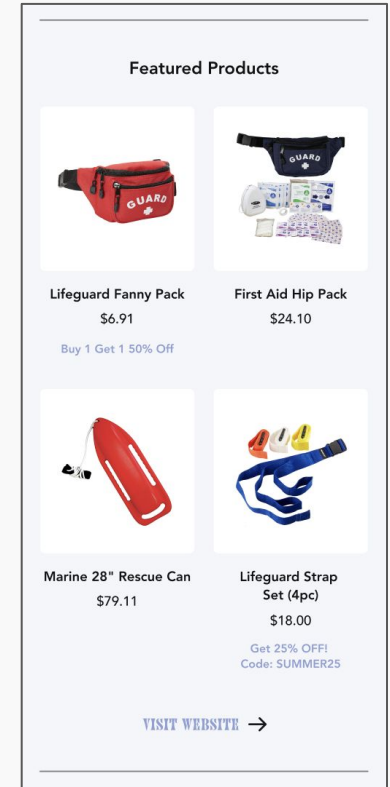 Featured Products
GUARD
GUARD
Lifeguard Fanny Pack
$6.91
Buy 1 Get 1 50% Off
First Aid Hip Pack
$24.10
Marine 28" Rescue Can
$79.11
Lifeguard Strap
Set (4pc)
$18.00
Get 25% OFF!
Code: SUMMER25
VISIT WEBSITE →